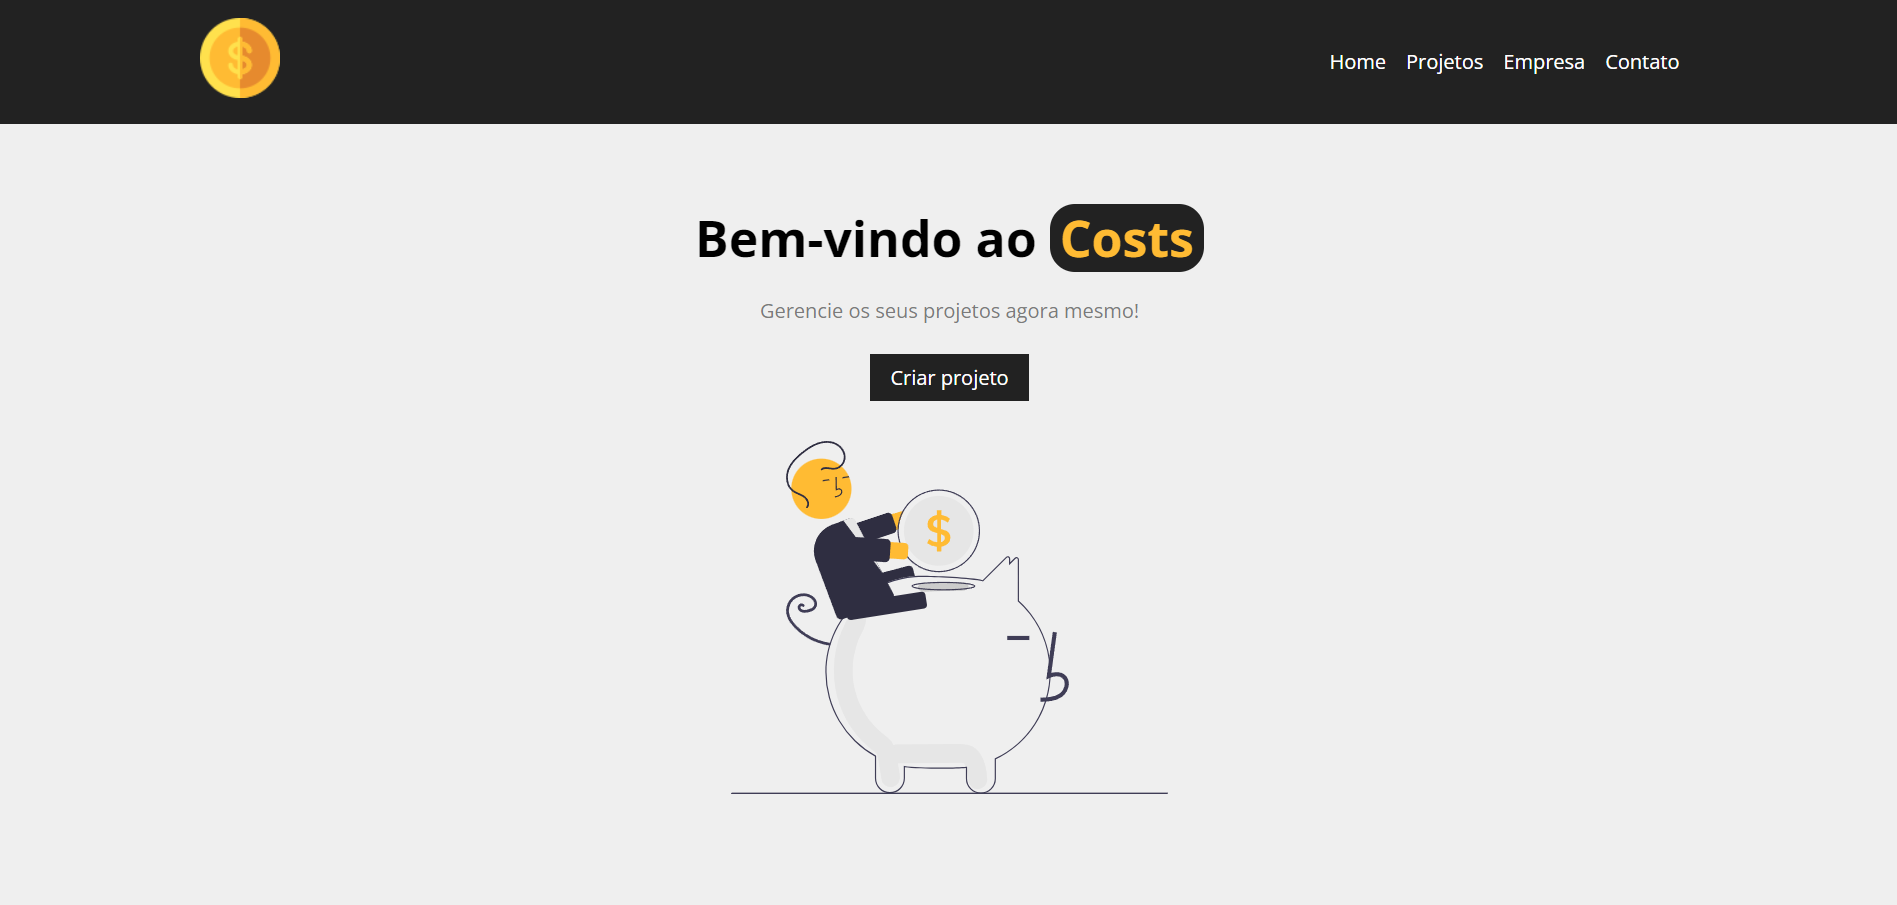 $
Home Projetos Empresa Contato
Bem-vindo ao Costs
Gerencie os seus projetos agora mesmo!
Criar projeto
$